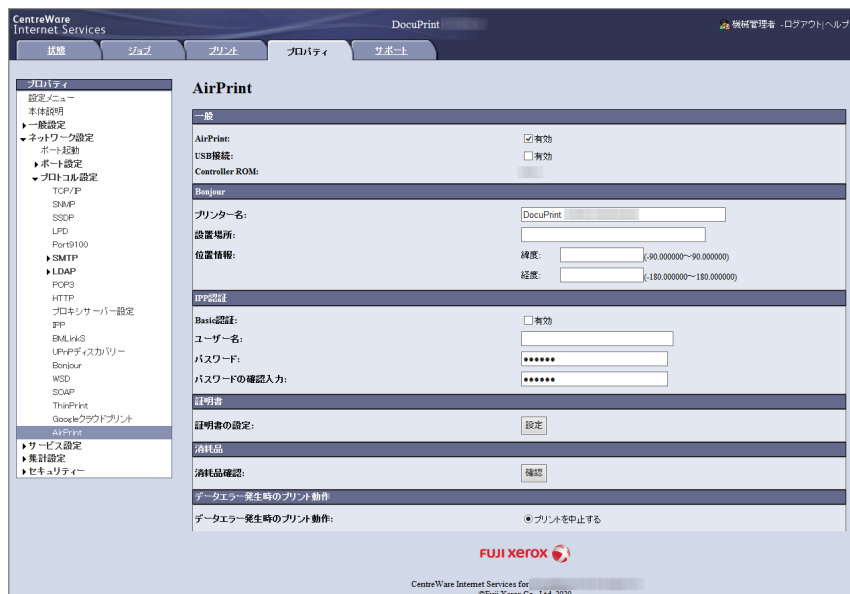 CentreWare
Internet Services
DocuPrint
機械管理者 -ログアウト|ヘルプ
状態
ジョブ
プリント
プロパティ
サポート
プロパティ
設定メニュー
本体説明
一般設定
ネットワーク設定
ポート起動
ポート設定
プロトコル設定
TCP/IP
SNMP
SSDP
LPD
Port9100
SMTP
LDAP
POP3
HTTP
プロキシサーバー設定
IPP
BMLinkS
UPnPディスカバリー
Bonjour
WSD
SOAP
ThinPrint
Googleクラウドプリント
AirPrint
サービス設定
集計設定
セキュリティー
AirPrint
一般
AirPrint: 有効
USB接続: 有効
Controller ROM:
Bonjour
プリンター名: DocuPrint
設置場所:
位置情報: 緯度: (-90.000000～90.000000)
経度: (-180.000000～180.000000)
IPP認証
Basic認証: 有効
ユーザー名:
パスワード: ●●●●●●
パスワードの確認入力: ●●●●●●
証明書
証明書の設定: 設定
消耗品
消耗品確認: 確認
データエラー発生時のプリント動作
データエラー発生時のプリント動作: プリントを中止する
FUJI XEROX
CentreWare Internet Services for
©Fuji Xerox Co., Ltd. 2020